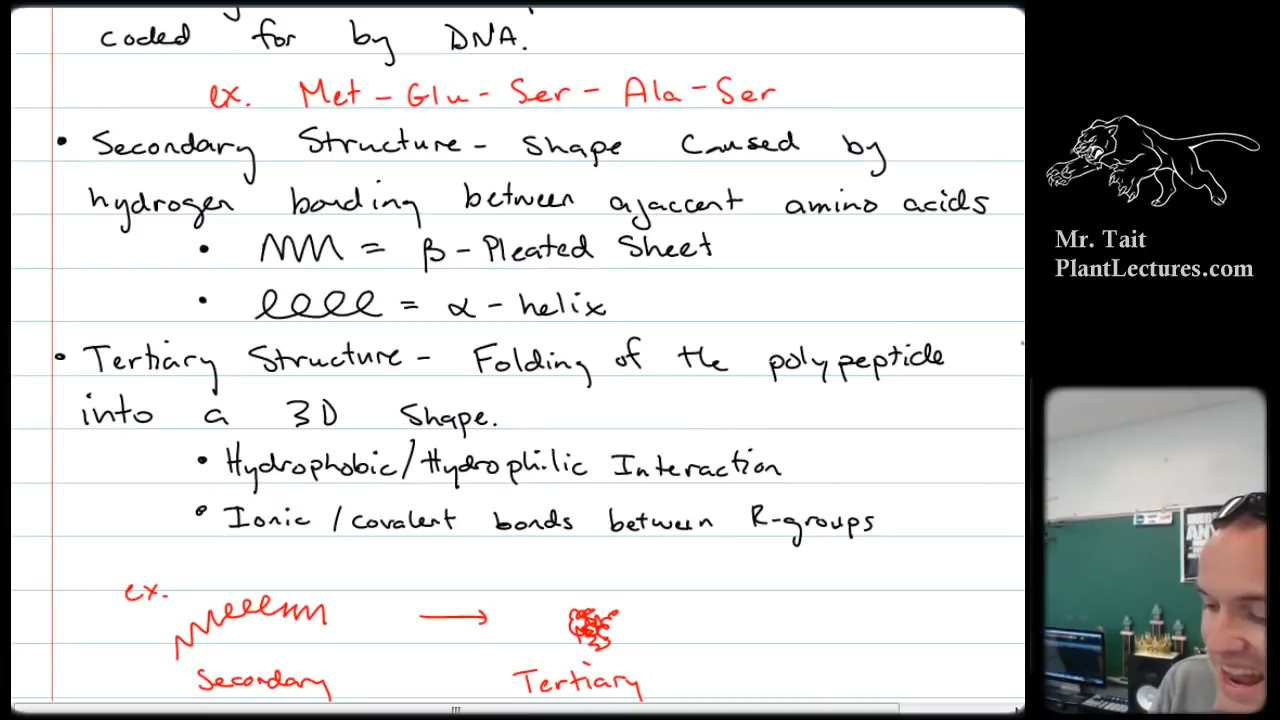 coded for by DNA.
ex. Met - Glu - Ser - Ala - Ser
• Secondary Structure - shape caused by
hydrogen bonding between ajaccent amino acids
• = β - Pleated Sheet
• = α - helix
• Tertiary Structure - Folding of the polypeptide
into a 3D shape.
• Hydrophobic/Hydrophilic Interaction
• Ionic / covalent bonds between R-groups
ex.
Secondary Tertiary
Mr. Tait
PlantLectures.com